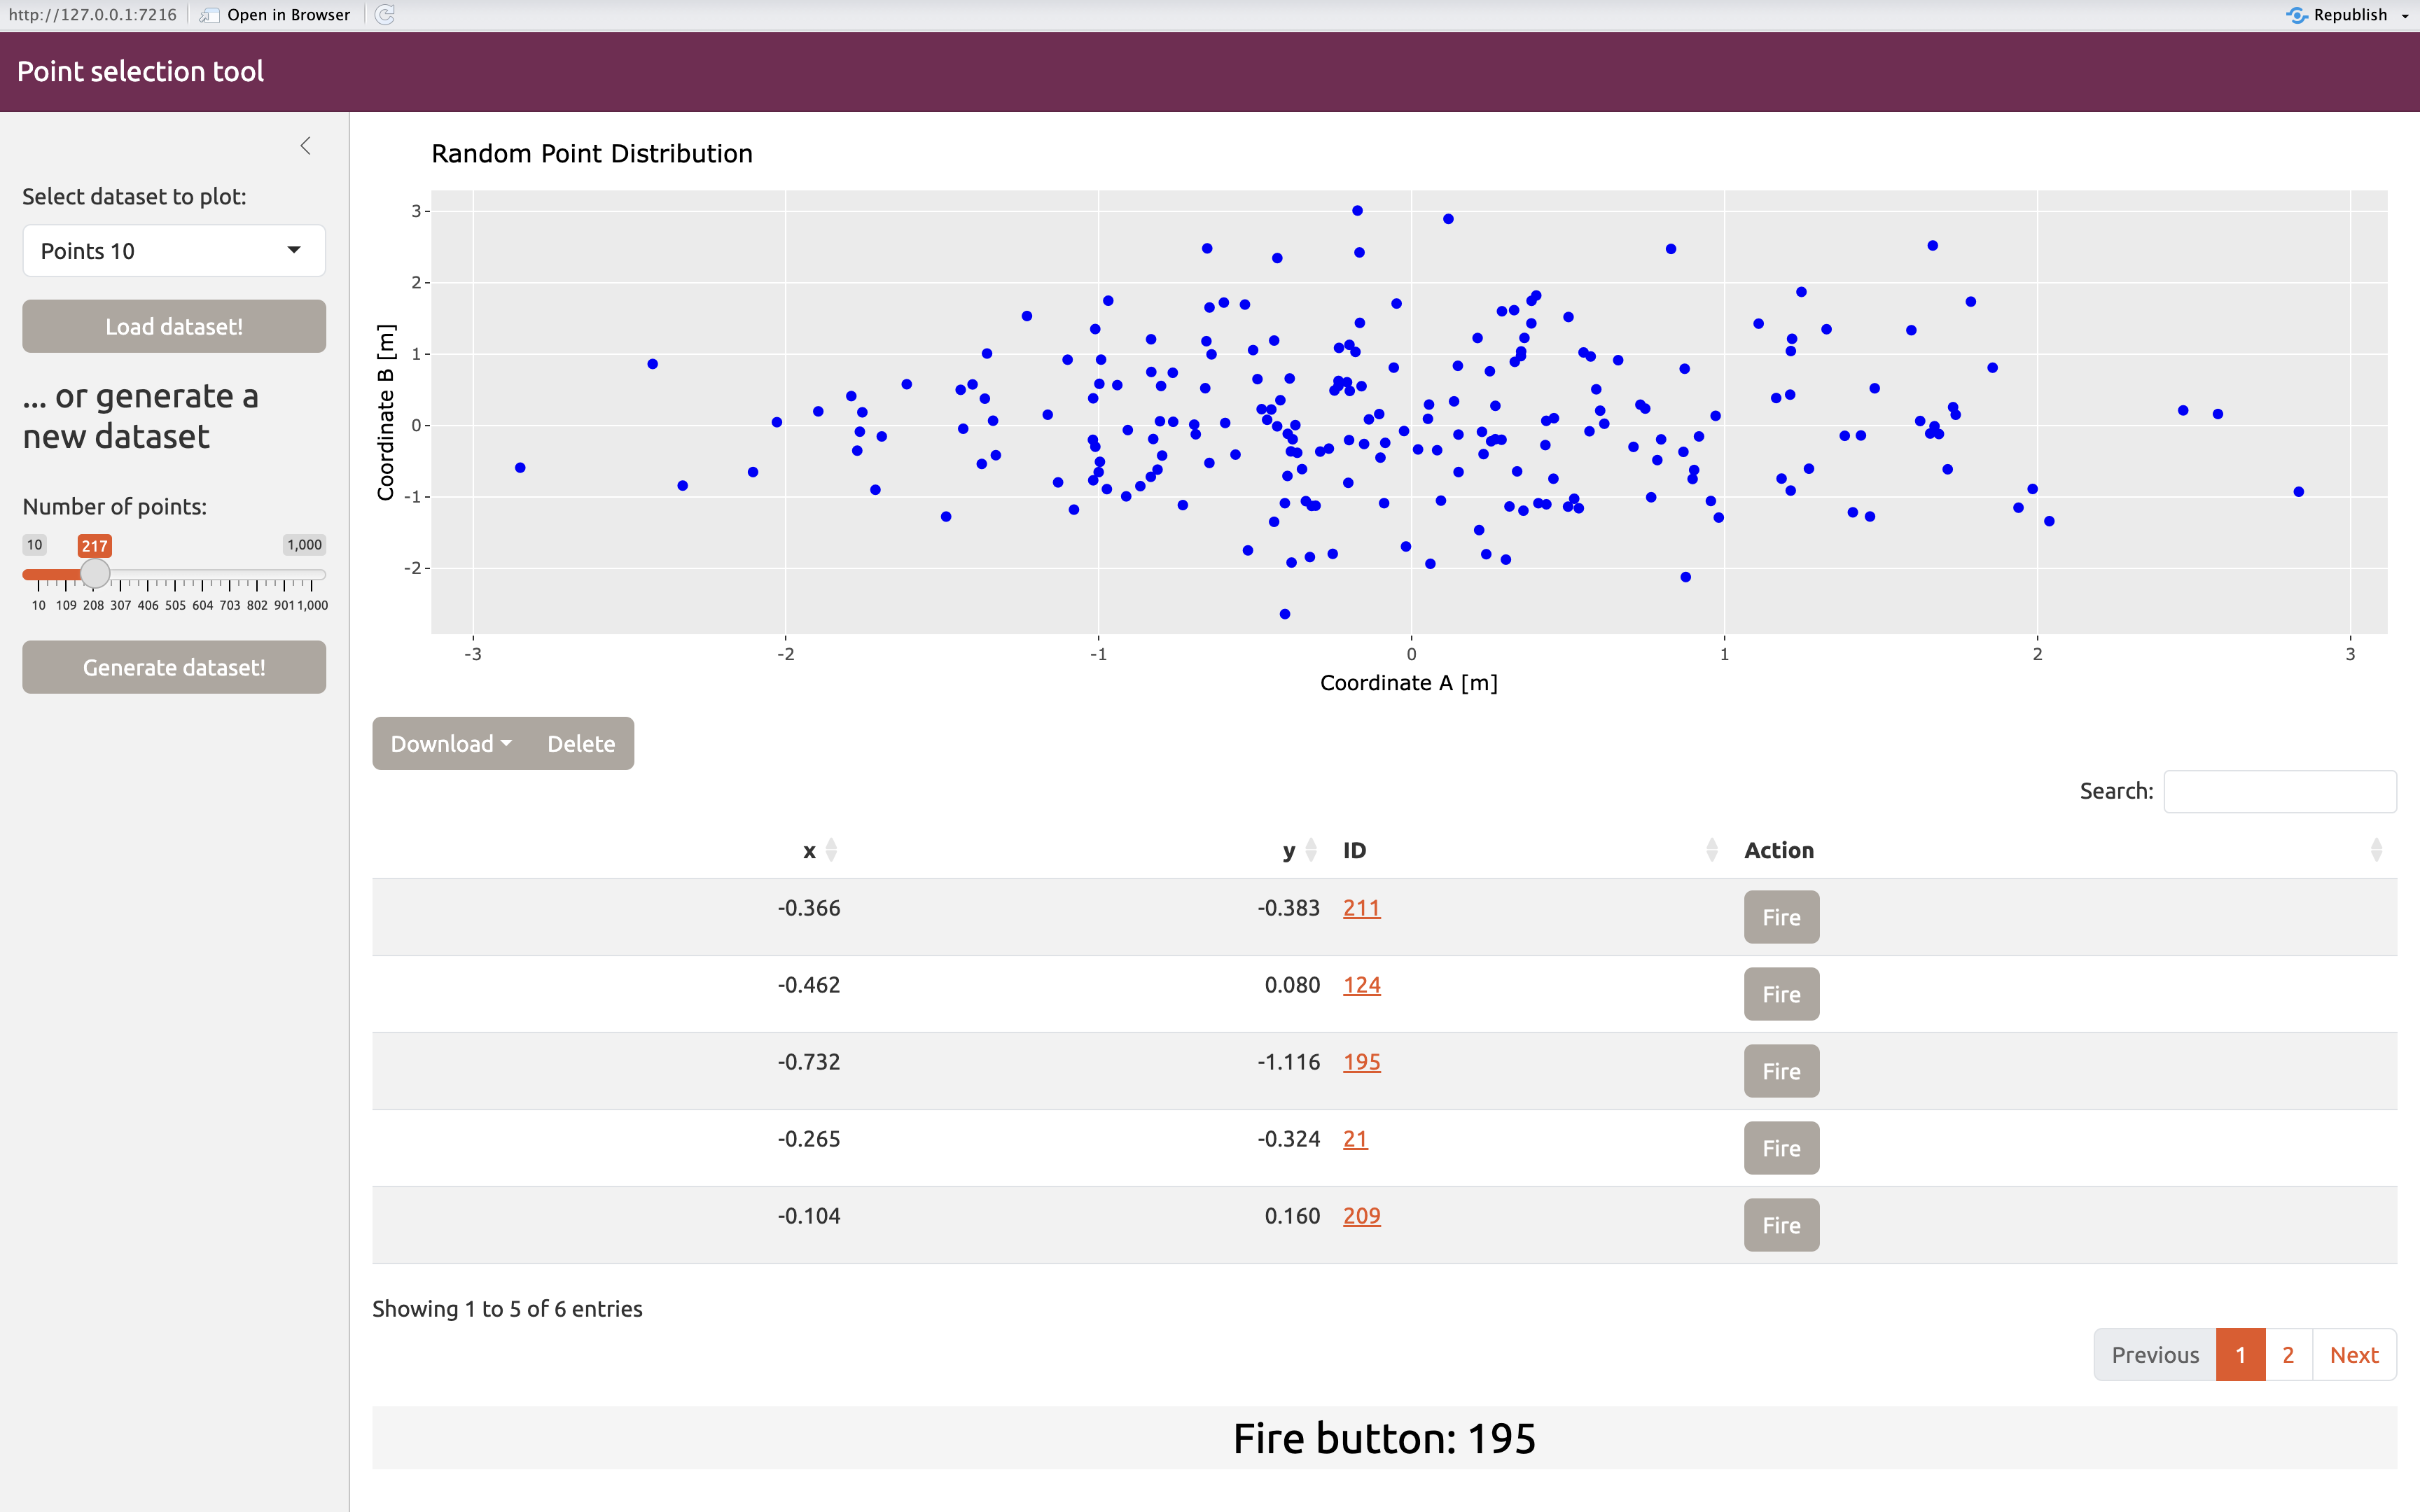 http://127.0.0.1:7216 Open in Browser Republish
Point selection tool
Select dataset to plot:
Points 10
Load dataset!
... or generate a
new dataset
Number of points:
10 217 1,000
10 109 208 307 406 505 604 703 802 901 1,000
Generate dataset!
Random Point Distribution
Coordinate B [m]
3
2
1
0
-1
-2
-3 -2 -1 0 1 2 3
Coordinate A [m]
Download Delete
Search:
x y ID Action
-0.366 -0.383 211 Fire
-0.462 0.080 124 Fire
-0.732 -1.116 195 Fire
-0.265 -0.324 21 Fire
-0.104 0.160 209 Fire
Showing 1 to 5 of 6 entries
Previous 1 2 Next
Fire button: 195